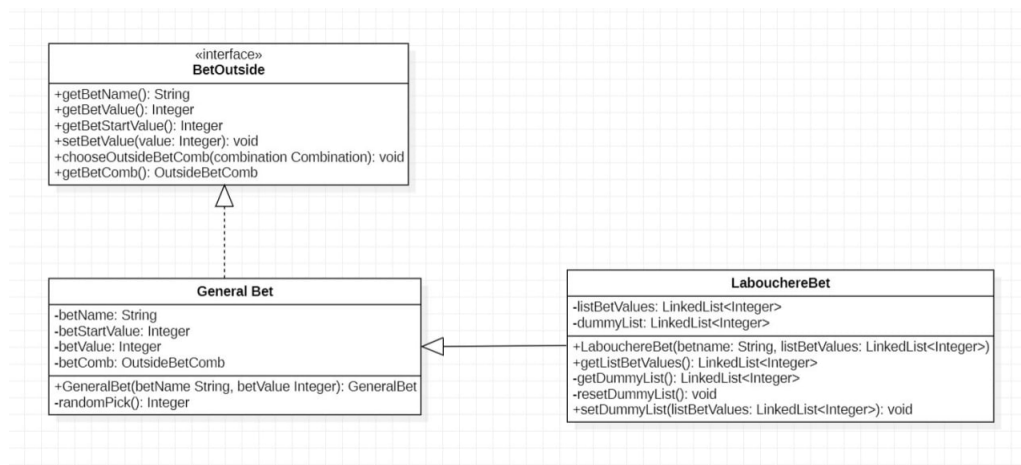 «interface»
BetOutside
+getBetName(): String
+getBetValue(): Integer
+getBetStartValue(): Integer
+setBetValue(value: Integer): void
+chooseOutsideBetComb(combination Combination): void
+getBetComb(): OutsideBetComb
General Bet
-betName: String
-betStartValue: Integer
-betValue: Integer
-betComb: OutsideBetComb
+GeneralBet(betName String, betValue Integer): GeneralBet
-randomPick(): Integer
LabouchereBet
-listBetValues: LinkedList<Integer>
-dummyList: LinkedList<Integer>
+LabouchereBet(betname: String, listBetValues: LinkedList<Integer>)
+getListBetValues(): LinkedList<Integer>
-getDummyList(): LinkedList<Integer>
-resetDummyList(): void
+setDummyList(listBetValues: LinkedList<Integer>): void